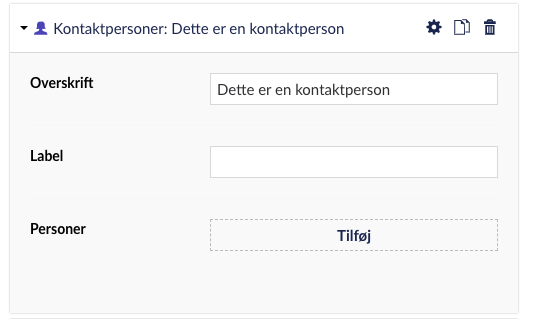 Kontaktpersoner: Dette er en kontaktperson
Overskrift
Dette er en kontaktperson
Label
Personer
Tilføj